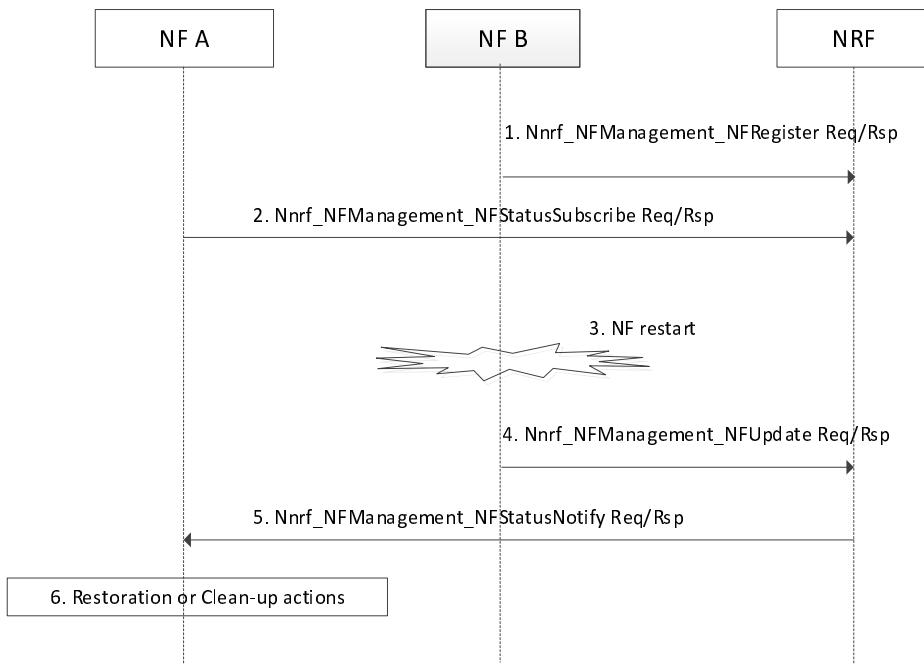 NF A
NF B
NRF
1. Nnrf_NFManagement_NFRegister Req/Rsp
2. Nnrf_NFManagement_NFStatusSubscribe Req/Rsp
3. NF restart
4. Nnrf_NFManagement_NFUpdate Req/Rsp
5. Nnrf_NFManagement_NFStatusNotify Req/Rsp
6. Restoration or Clean-up actions